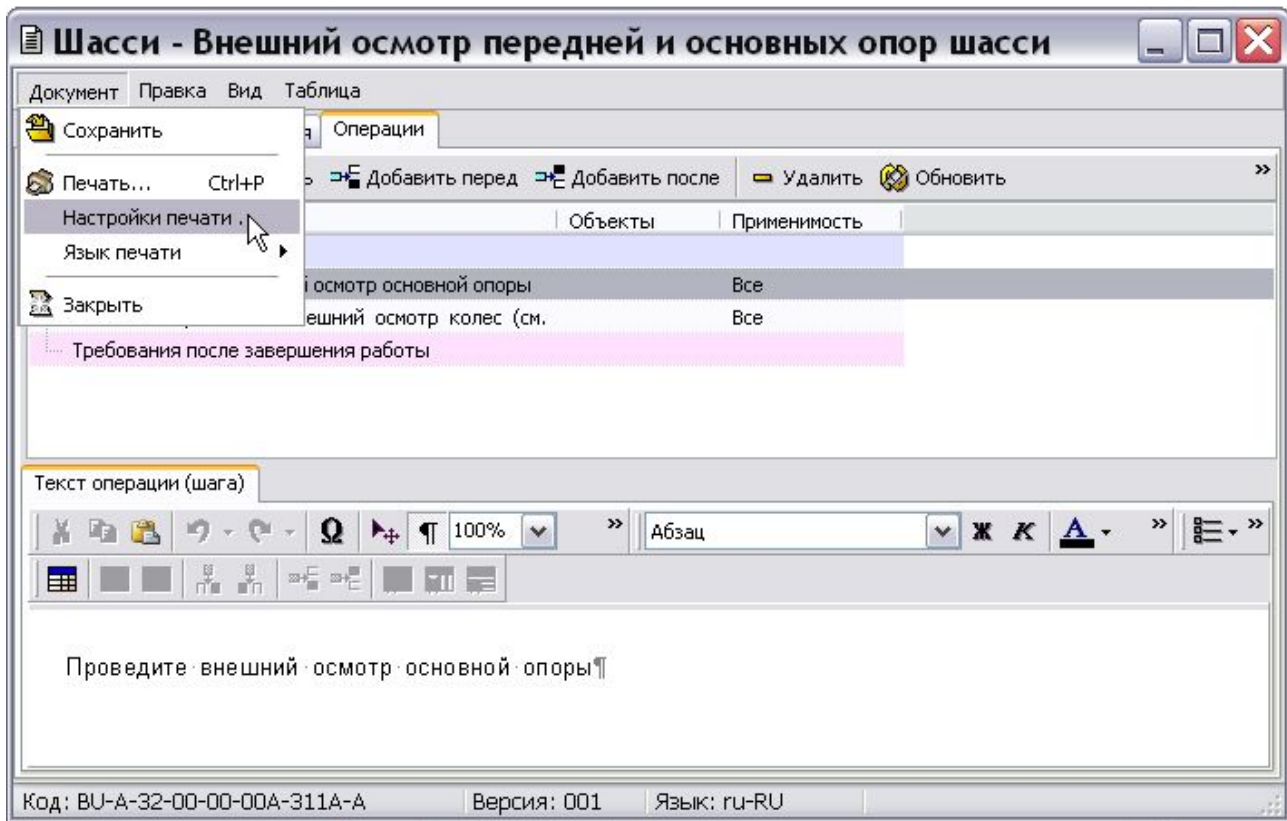 Шасси - Внешний осмотр передней и основных опор шасси
Документ Правка Вид Таблица
Сохранить
я Операции
Печать... Ctrl+P
ь Добавить перед Добавить после Удалить Обновить »
Настройки печати .
Объекты Применимость
Язык печати
й осмотр основной опоры Все
Закрыть
ешний осмотр колес (см. Все
Требования после завершения работы
Текст операции (шага)
Ω ¶ 100% » Абзац Ж К А » »
Проведите внешний осмотр основной опоры¶
Код: BU-A-32-00-00-00A-311A-A Версия: 001 Язык: ru-RU